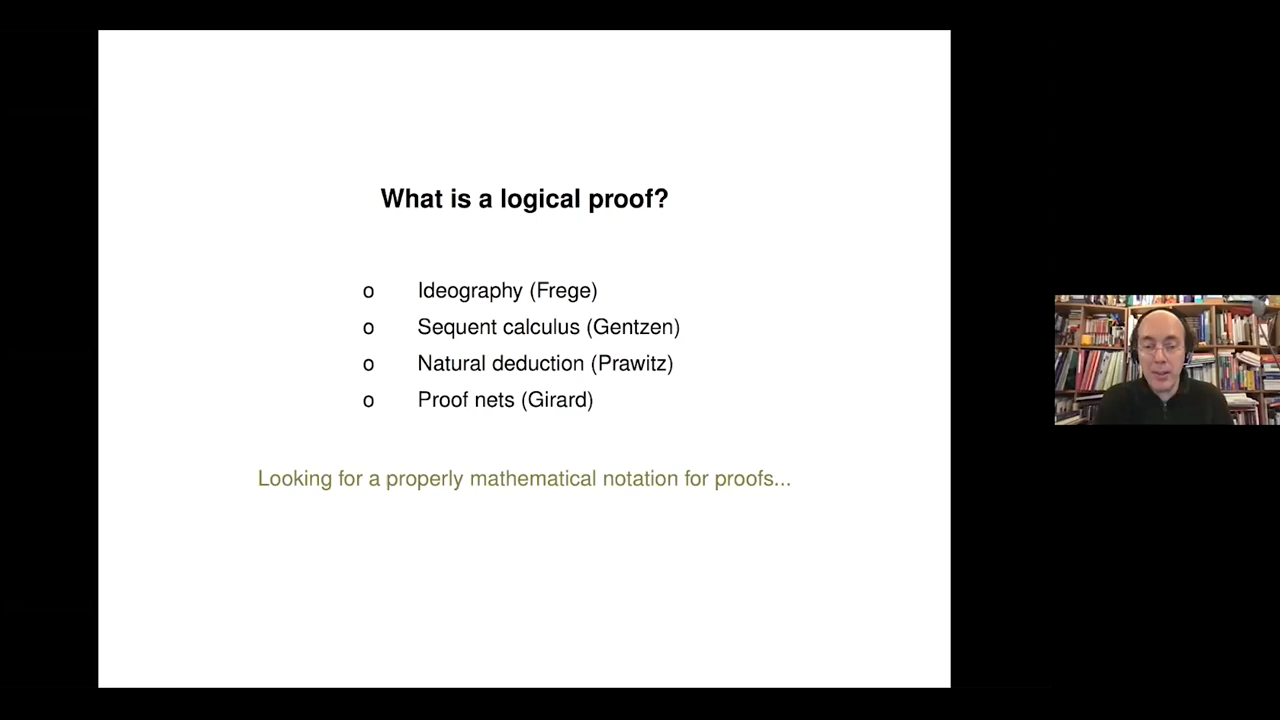 What is a logical proof?
o Ideography (Frege)
o Sequent calculus (Gentzen)
o Natural deduction (Prawitz)
o Proof nets (Girard)
Looking for a properly mathematical notation for proofs...